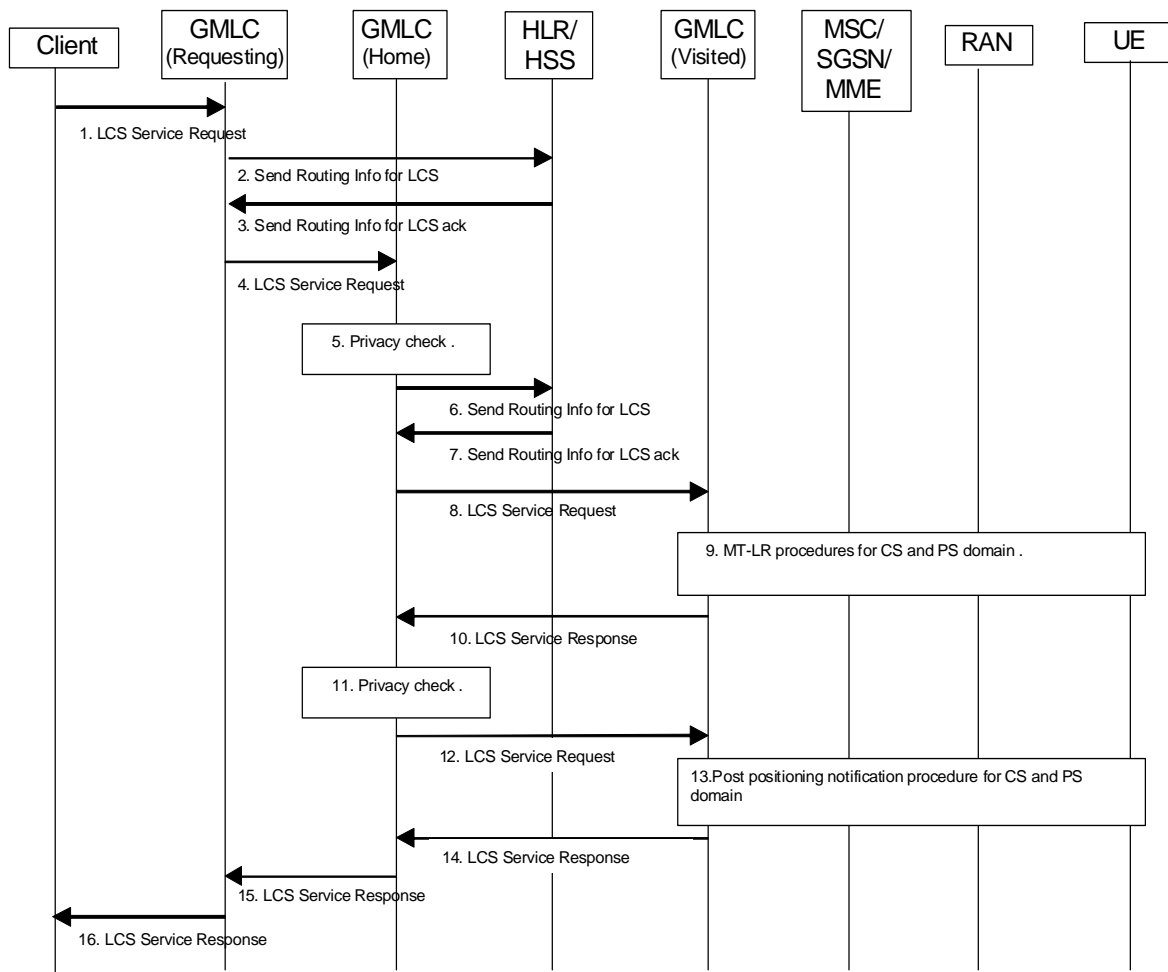 Client
GMLC
(Requesting)
GMLC
(Home)
HLR/
HSS
GMLC
(Visited)
MSC/
SGSN/
MME
RAN
UE
1. LCS Service Request
2. Send Routing Info for LCS
3. Send Routing Info for LCS ack
4. LCS Service Request
5. Privacy check .
6. Send Routing Info for LCS
7. Send Routing Info for LCS ack
8. LCS Service Request
9. MT-LR procedures for CS and PS domain .
10. LCS Service Response
11. Privacy check .
12. LCS Service Request
13.Post positioning notification procedure for CS and PS
domain
14. LCS Service Response
15. LCS Service Response
16. LCS Service Response